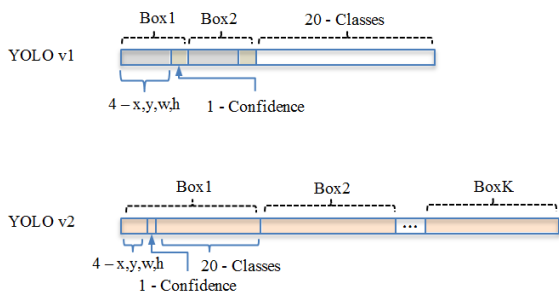 Box1 Box2 20 - Classes
YOLO v1
4 – x,y,w,h 1 - Confidence
Box1 Box2 BoxK
YOLO v2
...
4 – x,y,w,h 20 - Classes
1 - Confidence